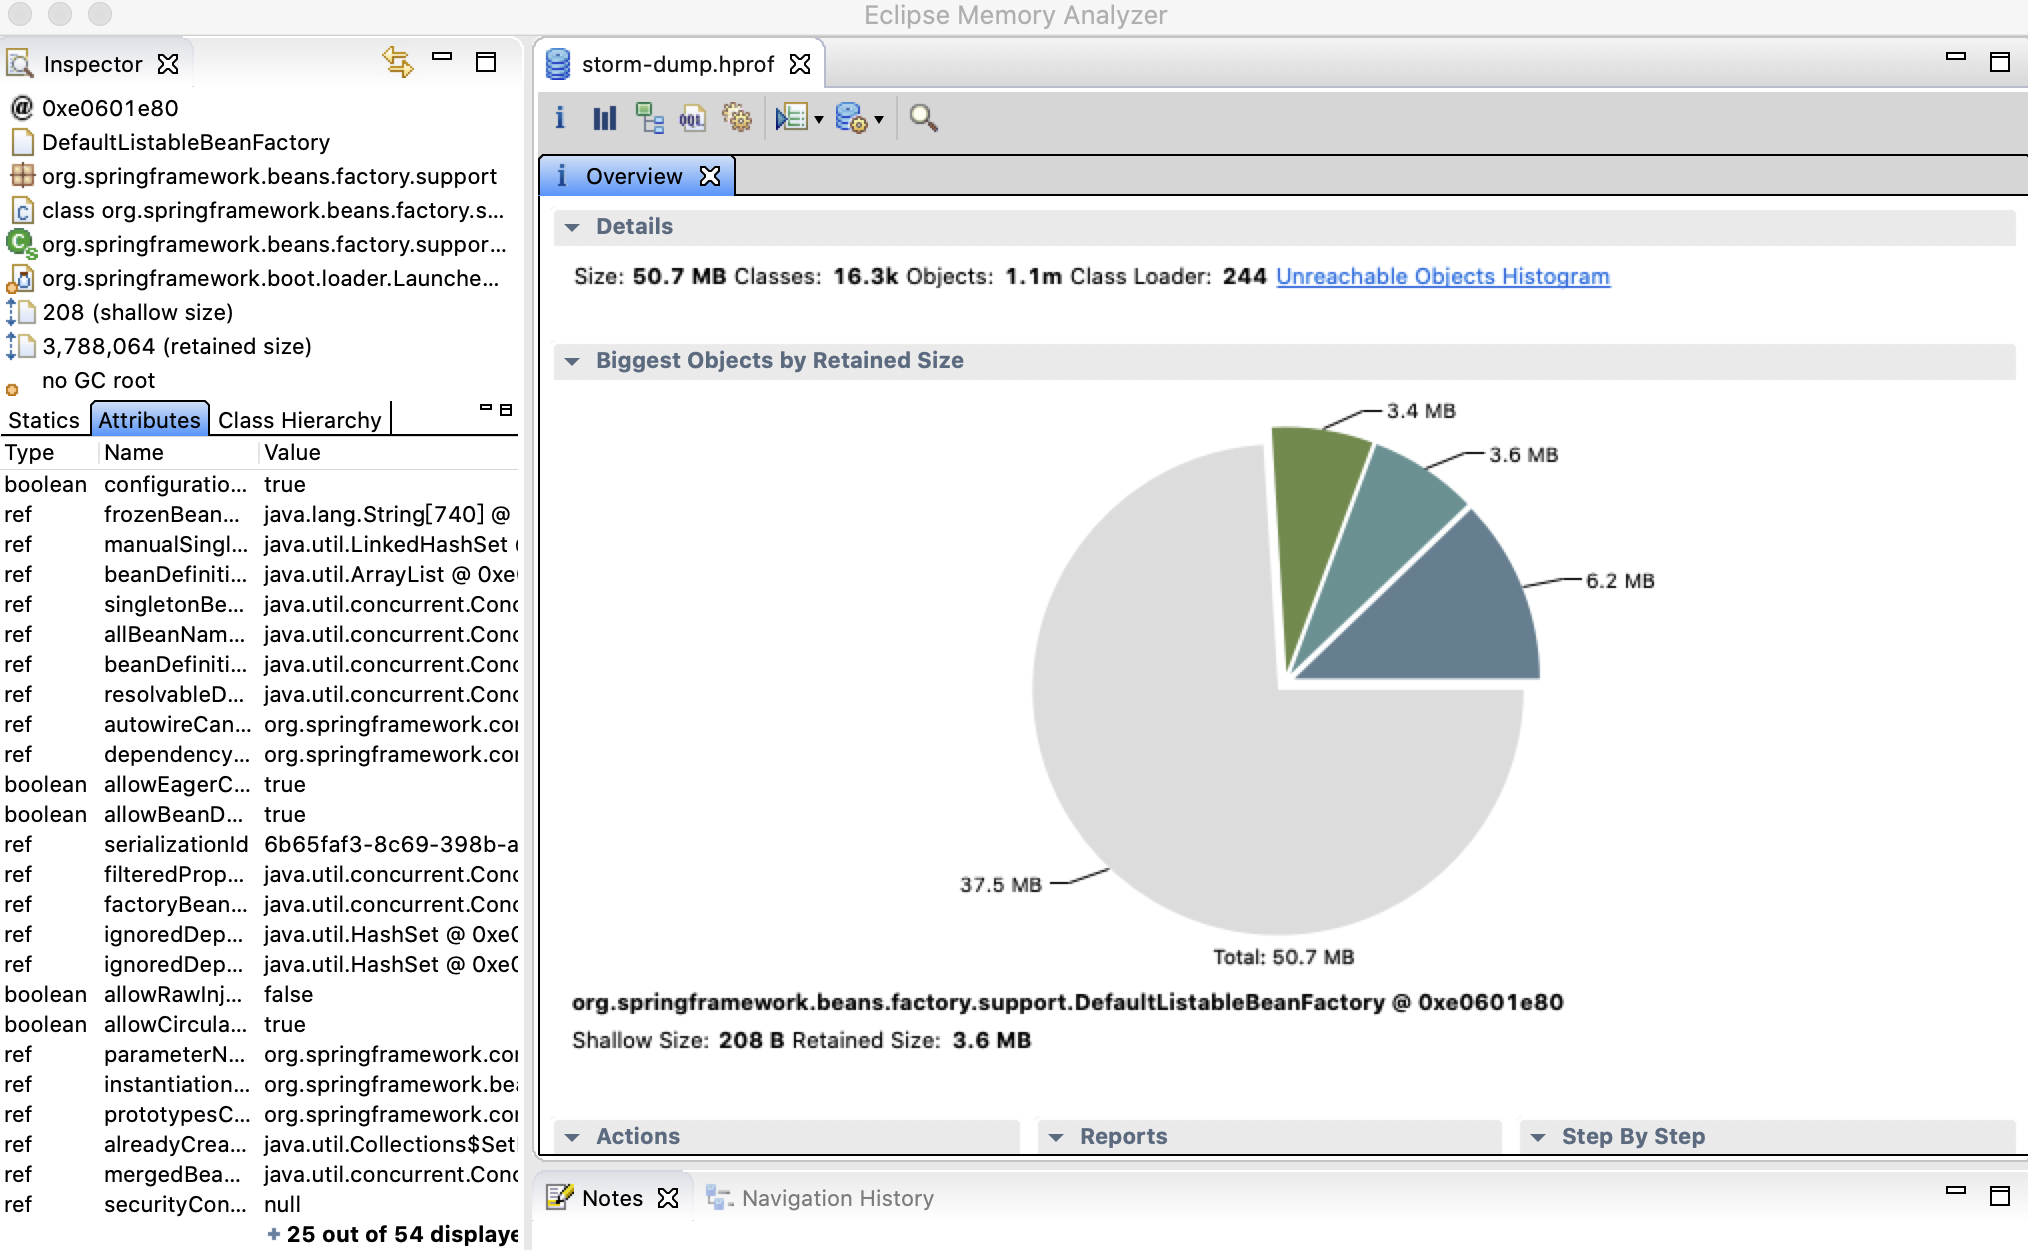 Eclipse Memory Analyzer
Inspector
@ 0xe0601e80
DefaultListableBeanFactory
org.springframework.beans.factory.support
class org.springframework.beans.factory.s...
org.springframework.beans.factory.suppor...
org.springframework.boot.loader.Launche...
208 (shallow size)
3,788,064 (retained size)
no GC root
Statics Attributes Class Hierarchy
Type Name Value
boolean configuratio... true
ref frozenBean... java.lang.String[740] @
ref manualSingl... java.util.LinkedHashSet
ref beanDefiniti... java.util.ArrayList @ 0xe
ref singletonBe... java.util.concurrent.Conc
ref allBeanNam... java.util.concurrent.Conc
ref beanDefiniti... java.util.concurrent.Conc
ref resolvableD... java.util.concurrent.Conc
ref autowireCan... org.springframework.cor
ref dependency... org.springframework.cor
boolean allowEagerC... true
boolean allowBeanD... true
ref serializationId 6b65faf3-8c69-398b-a
ref filteredProp... java.util.concurrent.Conc
ref factoryBean... java.util.concurrent.Conc
ref ignoredDep... java.util.HashSet @ 0xe0
ref ignoredDep... java.util.HashSet @ 0xe0
boolean allowRawInj... false
boolean allowCircula... true
ref parameterN... org.springframework.cor
ref instantiation... org.springframework.bea
ref prototypesC... org.springframework.cor
ref alreadyCrea... java.util.Collections$Set
ref mergedBea... java.util.concurrent.Conc
ref securityCon... null
+ 25 out of 54 displaye
storm-dump.hprof
OQL
i Overview
Details
Size: 50.7 MB Classes: 16.3k Objects: 1.1m Class Loader: 244 Unreachable Objects Histogram
Biggest Objects by Retained Size
3.4 MB
3.6 MB
6.2 MB
37.5 MB
Total: 50.7 MB
org.springframework.beans.factory.support.DefaultListableBeanFactory @ 0xe0601e80
Shallow Size: 208 B Retained Size: 3.6 MB
Actions
Reports
Step By Step
Notes
Navigation History